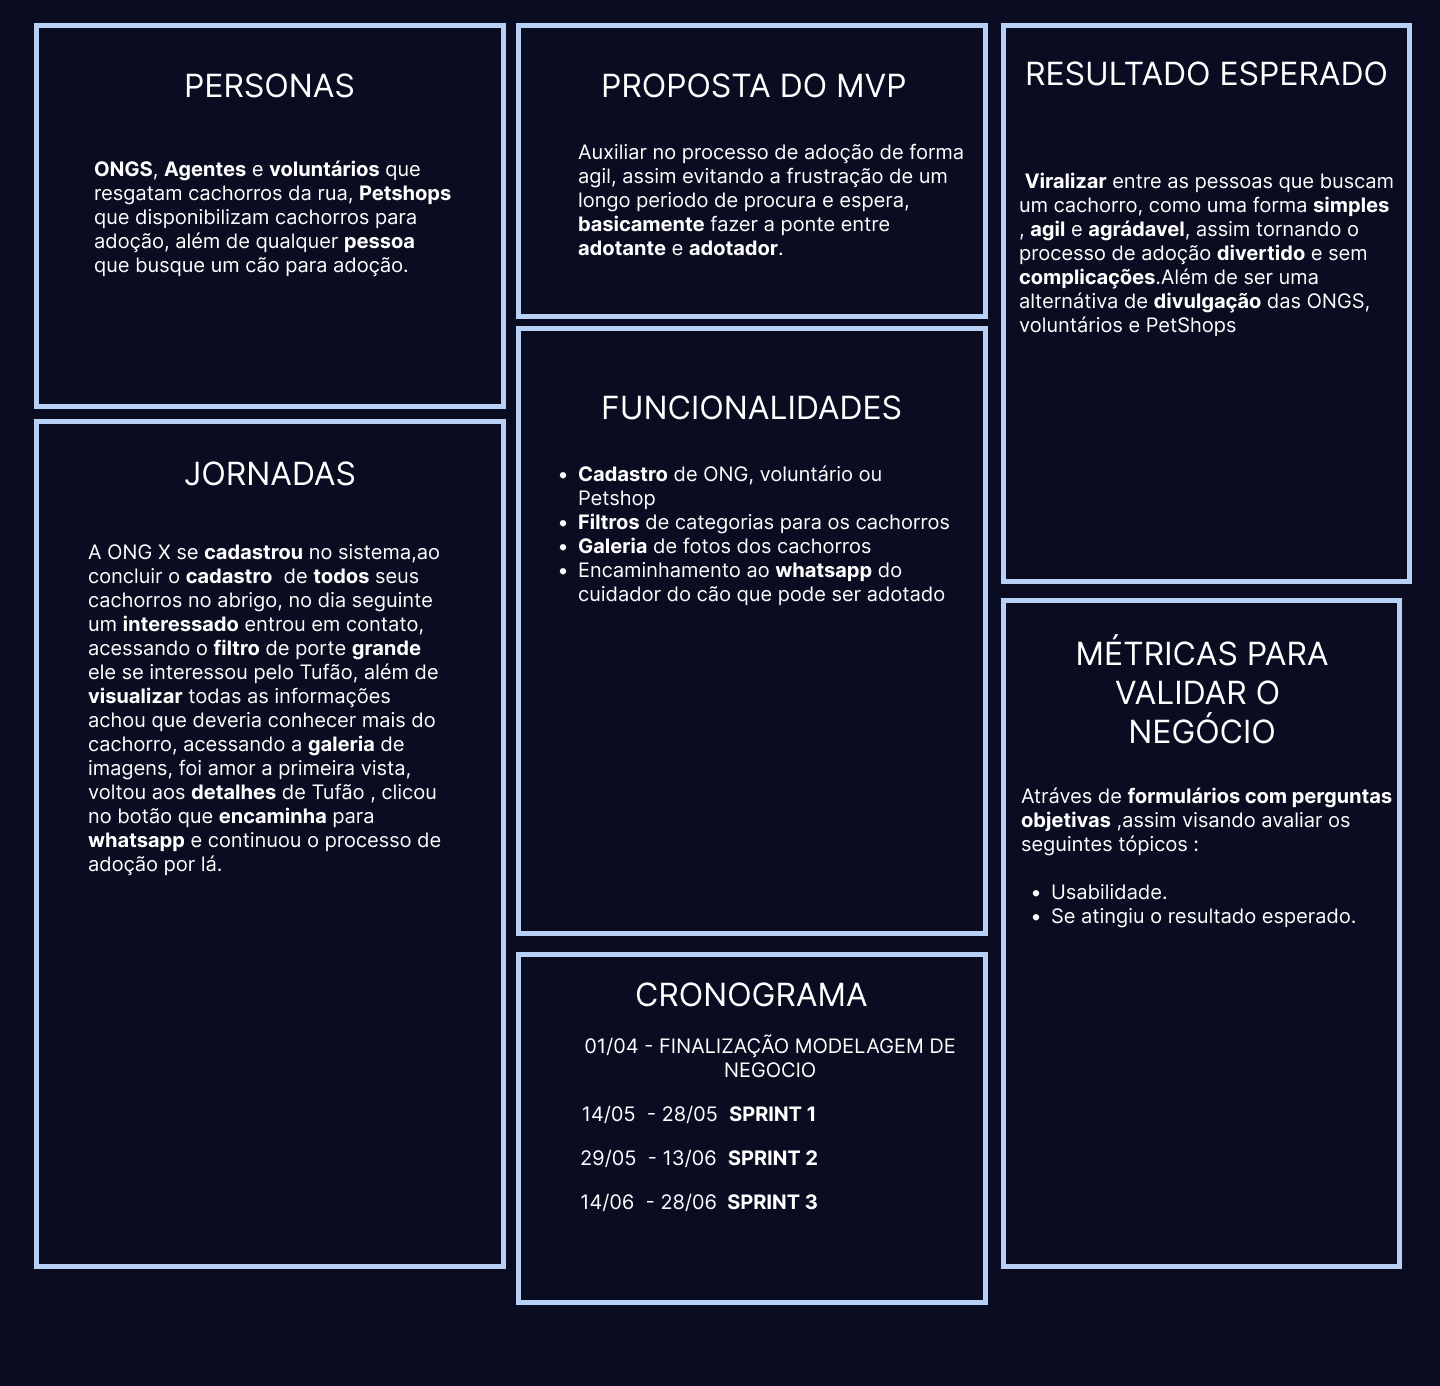 PERSONAS
ONGS, Agentes e voluntários que
resgatam cachorros da rua, Petshops
que disponibilizam cachorros para
adoção, além de qualquer pessoa
que busque um cão para adoção.
JORNADAS
A ONG X se cadastrou no sistema,ao
concluir o cadastro  de todos seus
cachorros no abrigo, no dia seguinte
um interessado entrou em contato,
acessando o filtro de porte grande
ele se interessou pelo Tufão, além de
visualizar todas as informações
achou que deveria conhecer mais do
cachorro, acessando a galeria de
imagens, foi amor a primeira vista,
voltou aos detalhes de Tufão , clicou
no botão que encaminha para
whatsapp e continuou o processo de
adoção por lá.
PROPOSTA DO MVP
Auxiliar no processo de adoção de forma
agil, assim evitando a frustração de um
longo periodo de procura e espera,
basicamente fazer a ponte entre
adotante e adotador.
FUNCIONALIDADES
• Cadastro de ONG, voluntário ou
Petshop
• Filtros de categorias para os cachorros
• Galeria de fotos dos cachorros
• Encaminhamento ao whatsapp do
cuidador do cão que pode ser adotado
CRONOGRAMA
01/04 - FINALIZAÇÃO MODELAGEM DE
NEGOCIO
14/05  - 28/05  SPRINT 1
29/05  - 13/06  SPRINT 2
14/06  - 28/06  SPRINT 3
RESULTADO ESPERADO
Viralizar entre as pessoas que buscam
um cachorro, como uma forma simples
, agil e agrádavel, assim tornando o
processo de adoção divertido e sem
complicações.Além de ser uma
alternátiva de divulgação das ONGS,
voluntários e PetShops
MÉTRICAS PARA
VALIDAR O
NEGÓCIO
Atráves de formulários com perguntas
objetivas ,assim visando avaliar os
seguintes tópicos :
• Usabilidade.
• Se atingiu o resultado esperado.